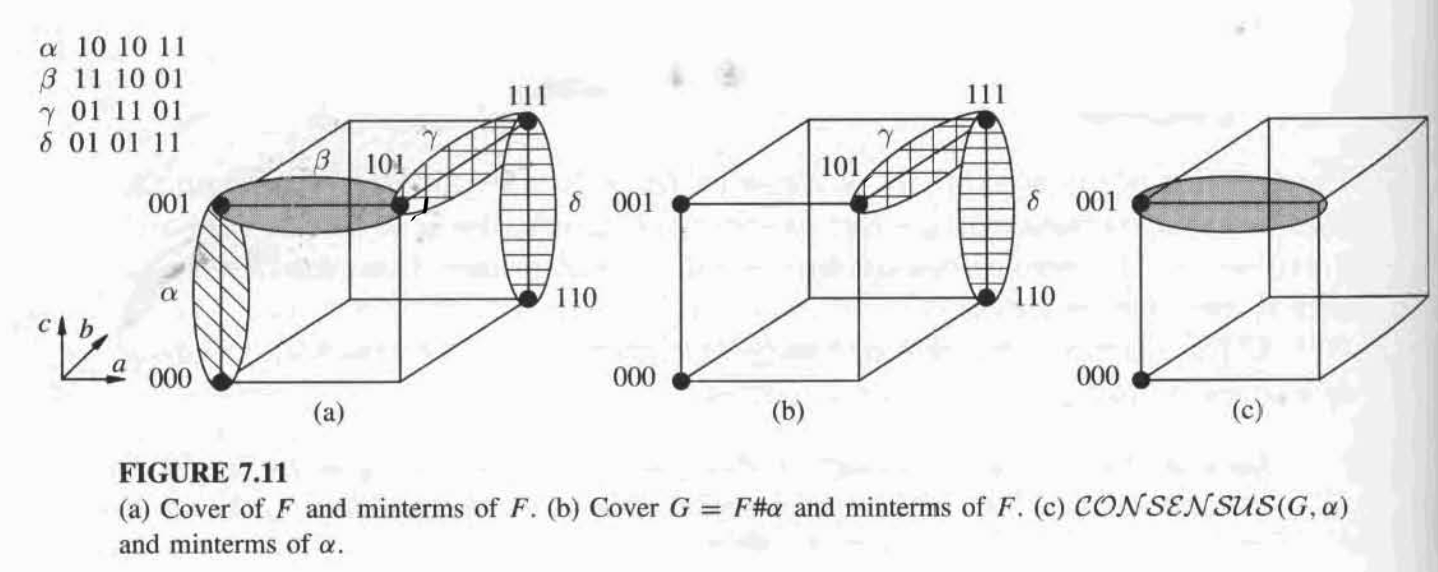 α 10 10 11
β 11 10 01
γ 01 11 01
δ 01 01 11
111
γ
β
101
001
δ
α
110
c
b
a
000
(a)
111
γ
101
001
δ
110
000
(b)
001
000
(c)
FIGURE 7.11
(a) Cover of F and minterms of F. (b) Cover G = F#α and minterms of F. (c) CONSENSUS(G, α)
and minterms of α.